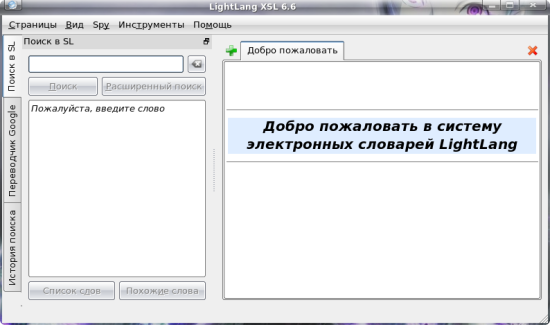 LightLang XSL 6.6
Страницы Вид Spy Инструменты Помощь
Поиск в SL
Поиск в SL
Переводчик Google
История поиска
Поиск Расширенный поиск
Пожалуйста, введите слово
Список слов Похожие слова
Добро пожаловать
Добро пожаловать в систему
электронных словарей LightLang